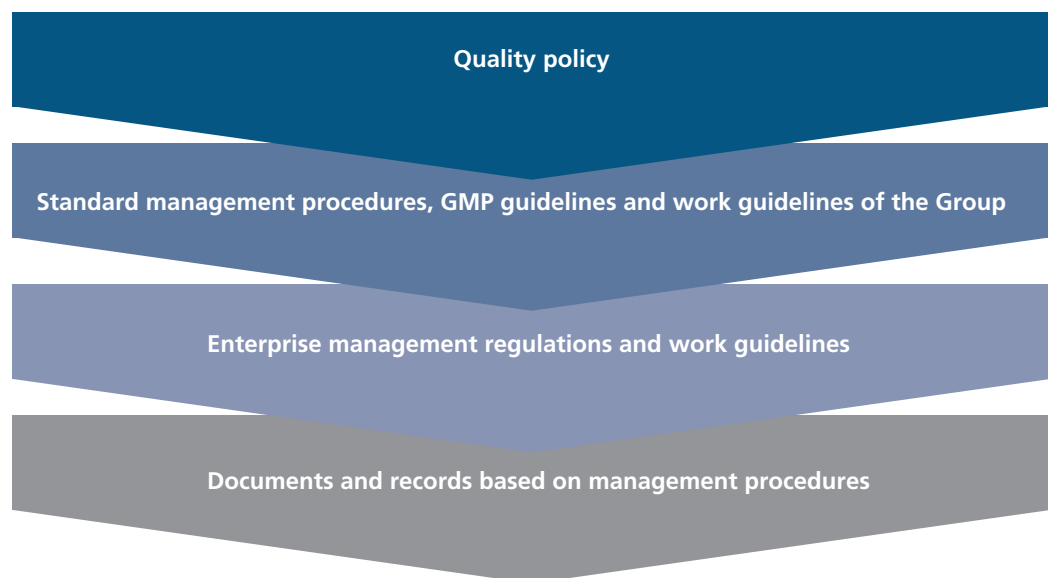 Quality policy
Standard management procedures, GMP guidelines and work guidelines of the Group
Enterprise management regulations and work guidelines
Documents and records based on management procedures